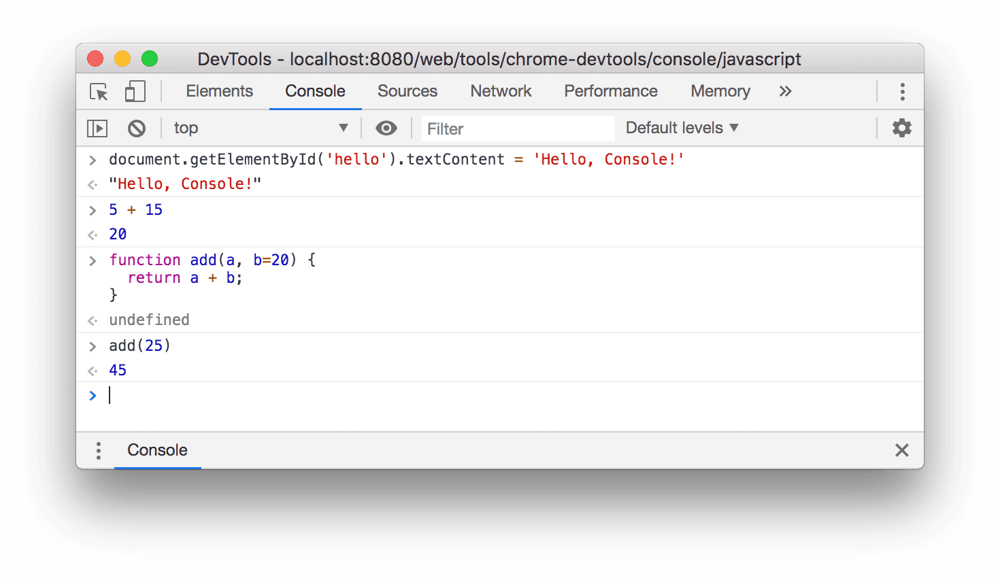 DevTools - localhost:8080/web/tools/chrome-devtools/console/javascript
Elements Console Sources Network Performance Memory »
top Filter Default levels
> document.getElementById('hello').textContent = 'Hello, Console!'
"Hello, Console!"
> 5 + 15
20
> function add(a, b=20) {
return a + b;
}
undefined
> add(25)
45
>
Console